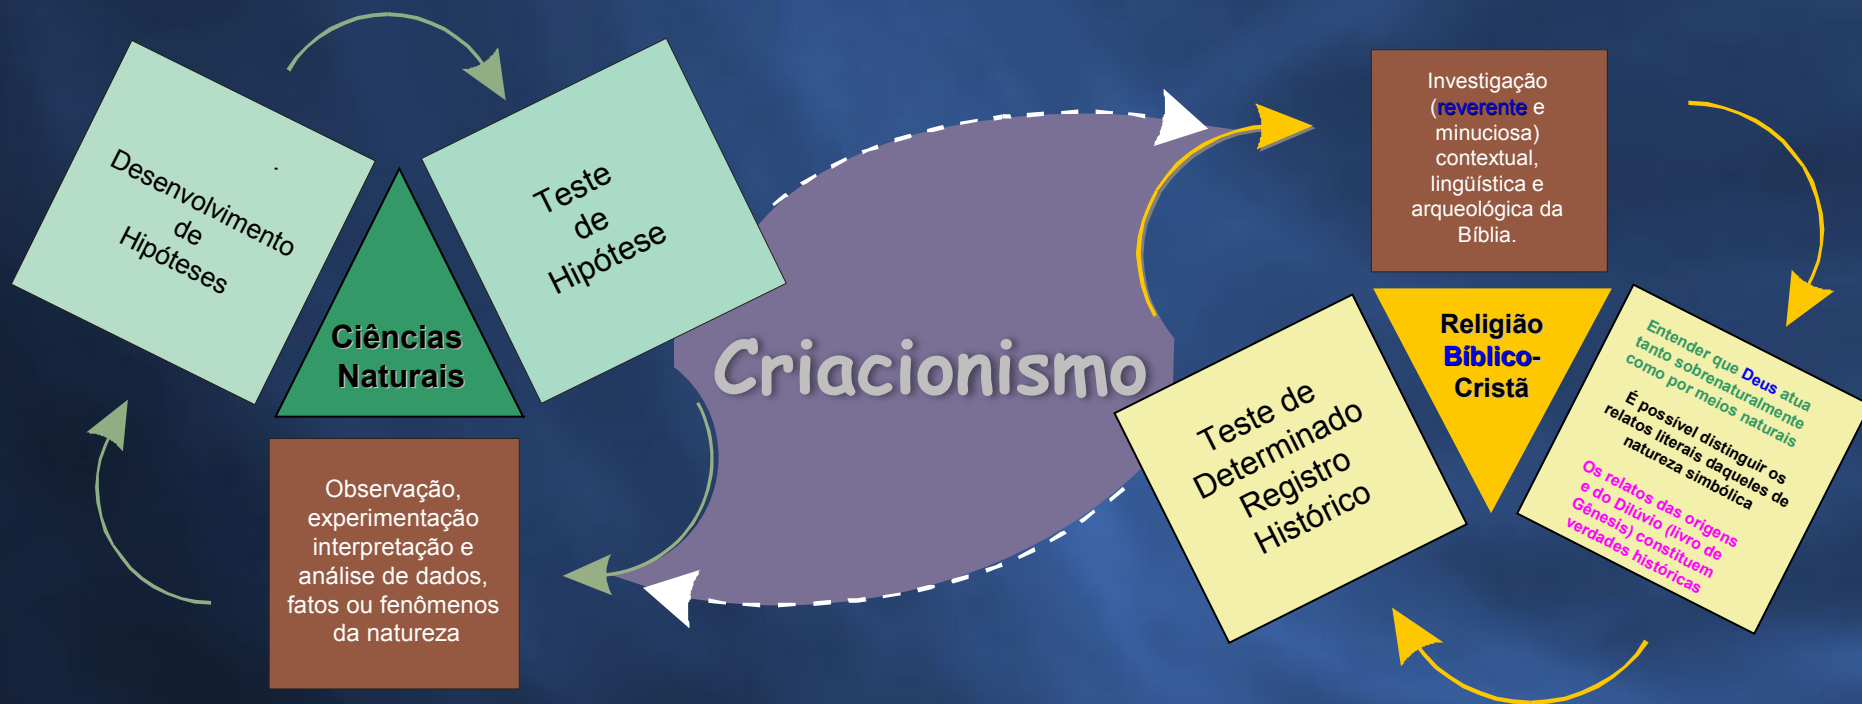 Desenvolvimento
de
Hipóteses
Teste
de
Hipótese
Ciências
Naturais
Observação,
experimentação
interpretação e
análise de dados,
fatos ou fenômenos
da natureza
Criacionismo
Investigação
(reverente e
minuciosa)
contextual,
lingüística e
arqueológica da
Bíblia.
Religião
Bíblico-
Cristã
Entender que Deus atua
tanto sobrenaturalmente
como por meios naturais
É possível distinguir os
relatos literais daqueles de
natureza simbólica
Os relatos das origens
e do Dilúvio (livro de
Gênesis) constituem
verdades históricas
Teste de
Determinado
Registro
Histórico